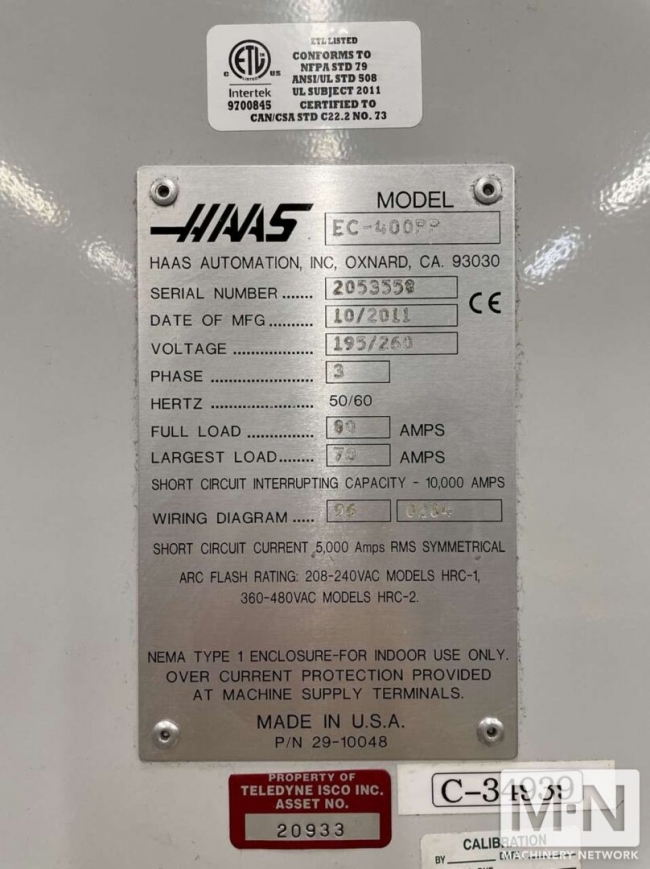 ETL LISTED
CONFORMS TO
NFPA STD 79
ANSI/UL STD 508
UL SUBJECT 2011
CERTIFIED TO
CAN/CSA STD C22.2 NO. 73
ETL
LISTED
C US
Intertek
9700845
HAAS
MODEL
EC-400PP
HAAS AUTOMATION, INC, OXNARD, CA. 93030
SERIAL NUMBER ....... 2053558
CE
DATE OF MFG........... 10/2011
VOLTAGE .................. 195/260
PHASE ....................... 3
HERTZ ....................... 50/60
FULL LOAD ............... AMPS
LARGEST LOAD........ AMPS
SHORT CIRCUIT INTERRUPTING CAPACITY - 10,000 AMPS
WIRING DIAGRAM ..... 96
SHORT CIRCUIT CURRENT 5,000 Amps RMS SYMMETRICAL
ARC FLASH RATING: 208-240VAC MODELS HRC-1,
360-480VAC MODELS HRC-2.
NEMA TYPE 1 ENCLOSURE-FOR INDOOR USE ONLY.
OVER CURRENT PROTECTION PROVIDED
AT MACHINE SUPPLY TERMINALS.
MADE IN U.S.A.
P/N 29-10048
PROPERTY OF
TELEDYNE ISCO INC.
ASSET NO.
20933
C-34939
M-N
MACHINERY NETWORK
BY